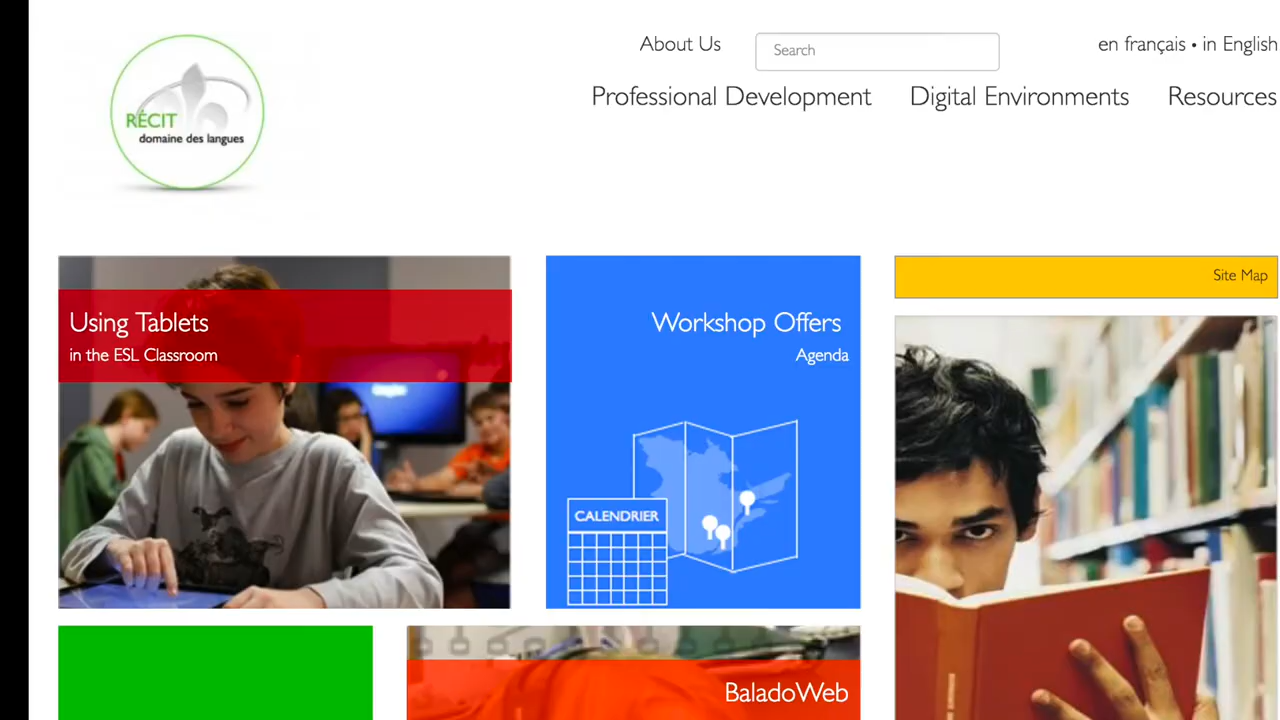 About Us
Search
en français • in English
Professional Development
Digital Environments
Resources
RÉCIT
domaine des langues
Using Tablets
in the ESL Classroom
Workshop Offers
Agenda
CALENDRIER
Site Map
BaladoWeb